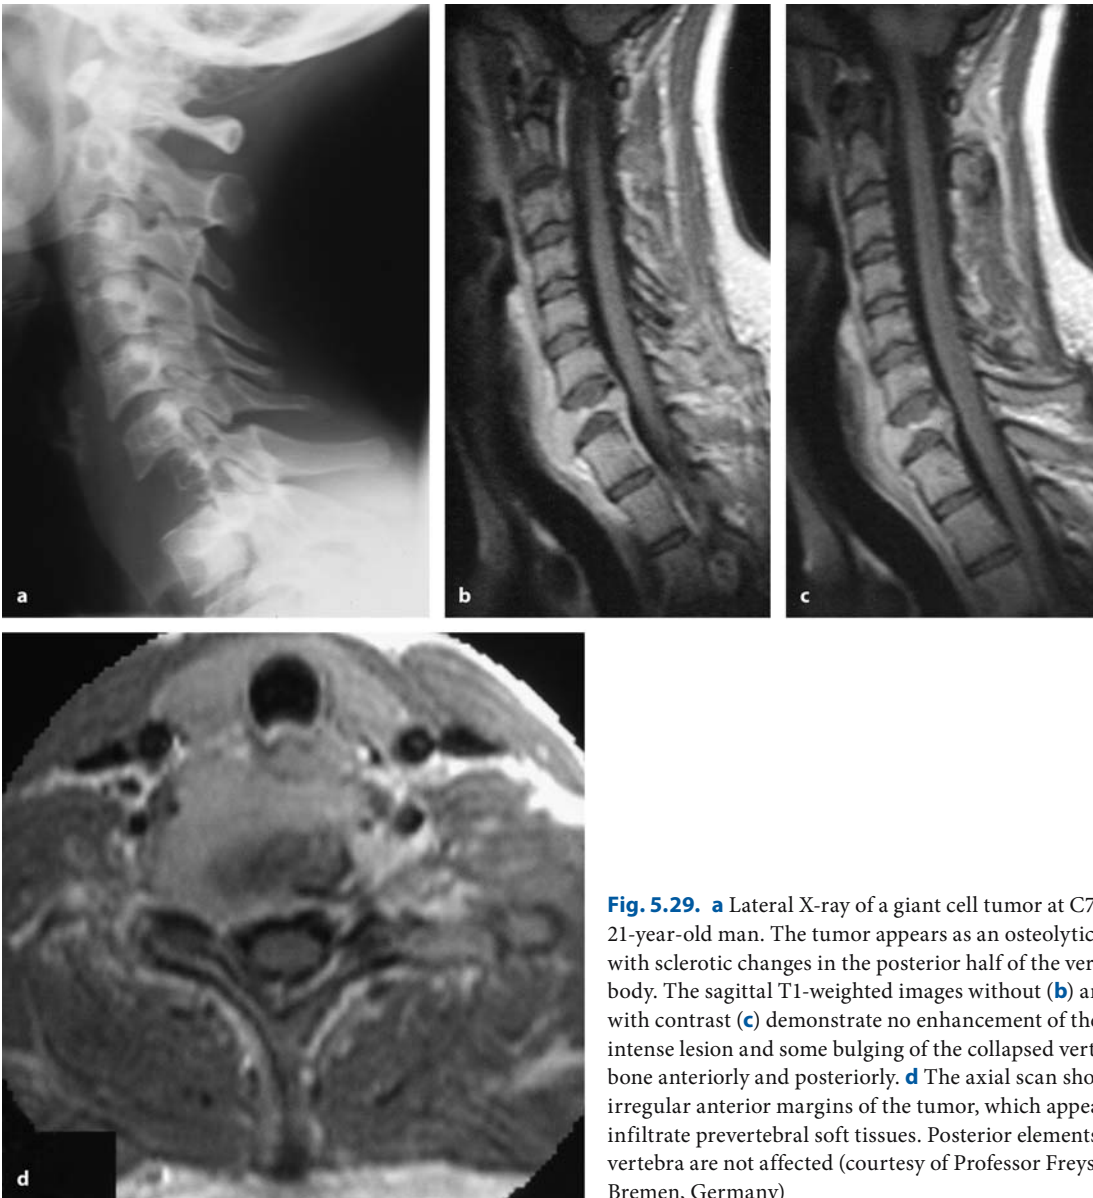 a
b
c
d
Fig. 5.29. a Lateral X-ray of a giant cell tumor at C7
21-year-old man. The tumor appears as an osteolytic
with sclerotic changes in the posterior half of the ver
body. The sagittal T1-weighted images without (b) a
with contrast (c) demonstrate no enhancement of the
intense lesion and some bulging of the collapsed vert
bone anteriorly and posteriorly. d The axial scan sho
irregular anterior margins of the tumor, which appea
infiltrate prevertebral soft tissues. Posterior elements
vertebra are not affected (courtesy of Professor Freys
Bremen, Germany)